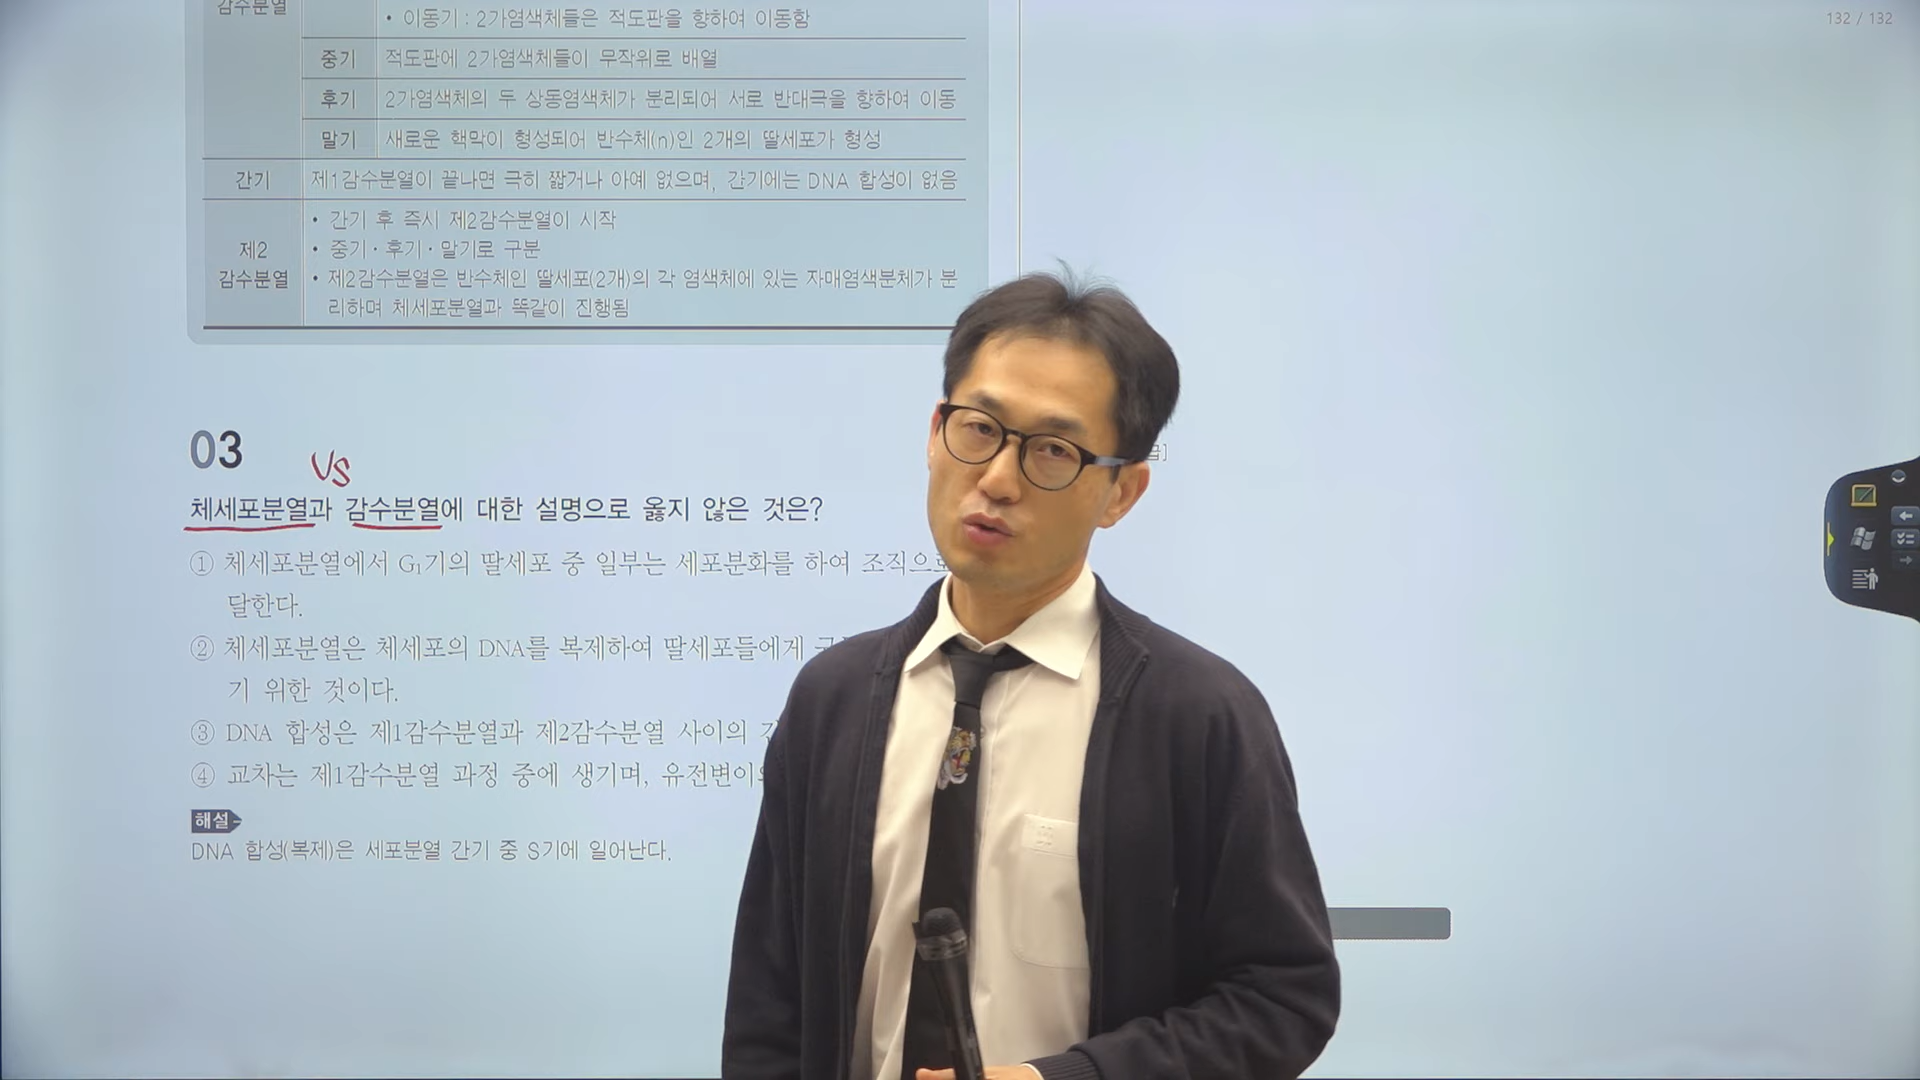 132 / 132
감수분열
• 이동기 : 2가염색체들은 적도판을 향하여 이동함
중기 적도판에 2가염색체들이 무작위로 배열
후기 2가염색체의 두 상동염색체가 분리되어 서로 반대극을 향하여 이동
말기 새로운 핵막이 형성되어 반수체(n)인 2개의 딸세포가 형성
간기 제1감수분열이 끝나면 극히 짧거나 아예 없으며, 간기에는 DNA 합성이 없음
제2
감수분열
• 간기 후 즉시 제2감수분열이 시작
• 중기·후기·말기로 구분
• 제2감수분열은 반수체인 딸세포(2개)의 각 염색체에 있는 자매염색분체가 분
리하며 체세포분열과 똑같이 진행됨
03
VS
급]
체세포분열과 감수분열에 대한 설명으로 옳지 않은 것은?
① 체세포분열에서 G₁기의 딸세포 중 일부는 세포분화를 하여 조직으로
달한다.
② 체세포분열은 체세포의 DNA를 복제하여 딸세포들에게
기 위한 것이다.
③ DNA 합성은 제1감수분열과 제2감수분열 사이의
④ 교차는 제1감수분열 과정 중에 생기며,
해설
DNA 합성(복제)은 세포분열 간기 중 S기에 일어난다.